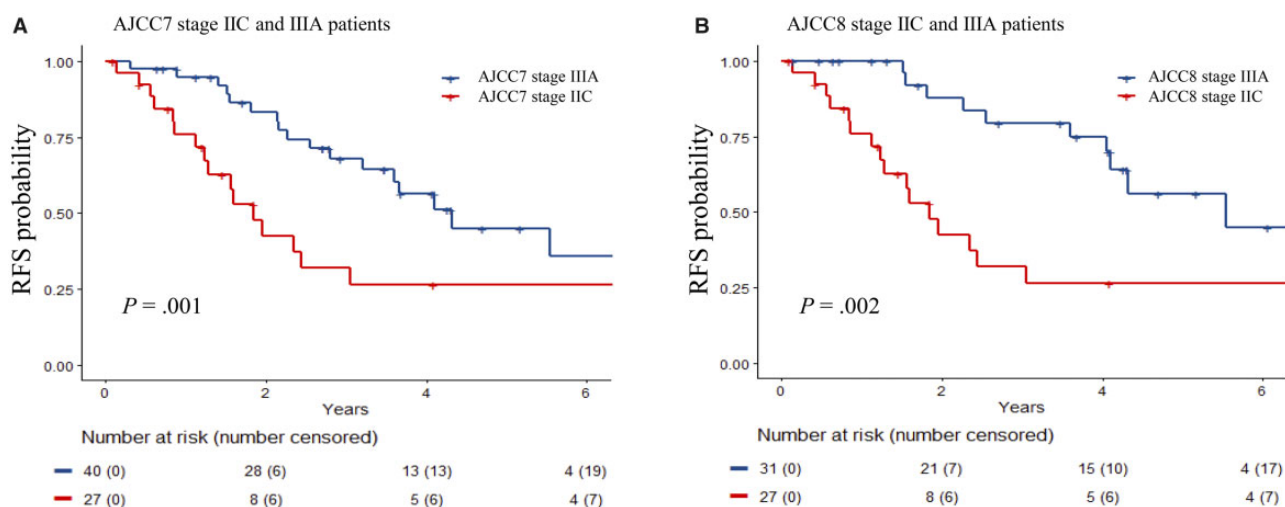 A
AJCC7 stage IIC and IIIA patients
1.00
0.75
0.50
0.25
0.00
RFS probability
AJCC7 stage IIIA
AJCC7 stage IIC
P = .001
0 2 4 6
Years
Number at risk (number censored)
40 (0) 28 (6) 13 (13) 4 (19)
27 (0) 8 (6) 5 (6) 4 (7)
B
AJCC8 stage IIC and IIIA patients
1.00
0.75
0.50
0.25
0.00
RFS probability
AJCC8 stage IIIA
AJCC8 stage IIC
P = .002
0 2 4 6
Years
Number at risk (number censored)
31 (0) 21 (7) 15 (10) 4 (17)
27 (0) 8 (6) 5 (6) 4 (7)